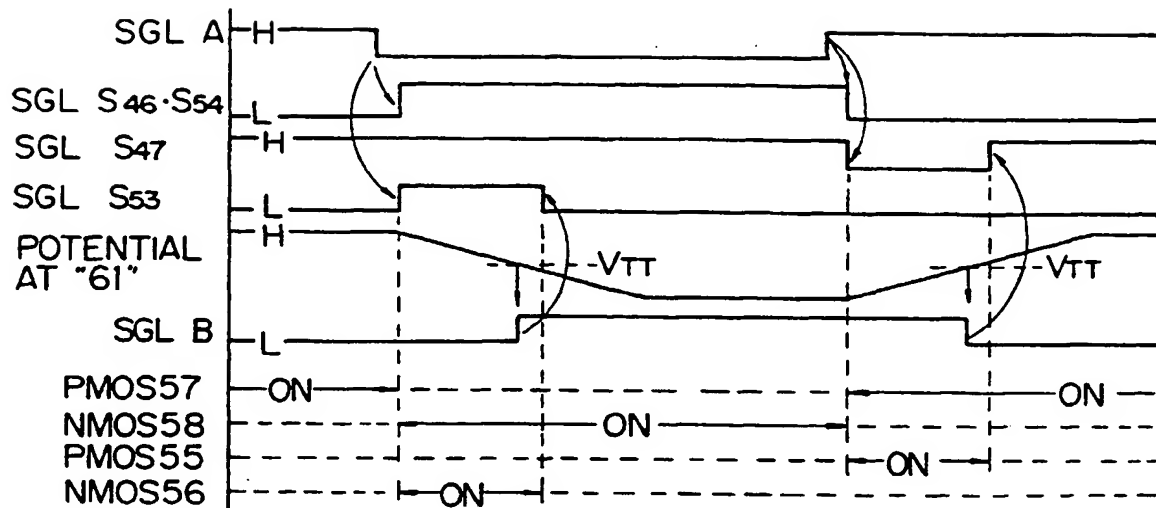 SGL A H
SGL S46·S54 L
SGL S47 H
SGL S53 L
POTENTIAL AT "61" H VTT VTT
SGL B L
PMOS57 ON ON
NMOS58 ON
PMOS55 ON
NMOS56 ON